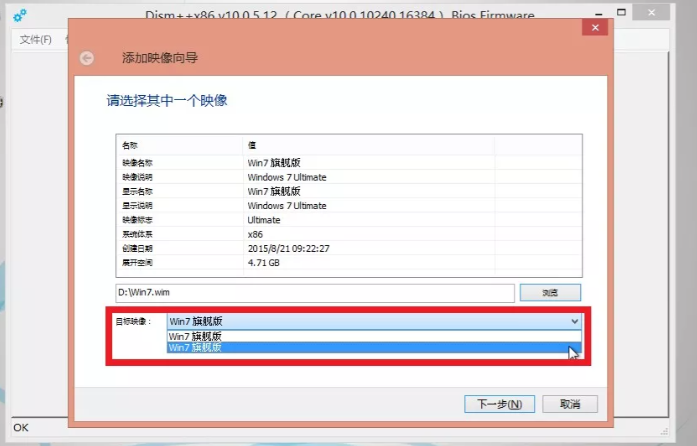 Dism++x86 v10.0.5.12 ( Core v10.0.10240.16384 ) Bios Firmware
文件(F)
添加映像向导
请选择其中一个映像
名称 值
映像名称 Win7 旗舰版
映像说明 Windows 7 Ultimate
显示名称 Win7 旗舰版
显示说明 Windows 7 Ultimate
映像标志 Ultimate
系统体系 x86
创建日期 2015/8/21 09:22:27
展开空间 4.71 GB
D:\Win7.wim 浏览
目标映像： Win7 旗舰版
Win7 旗舰版
Win7 旗舰版
下一步(N) 取消
OK